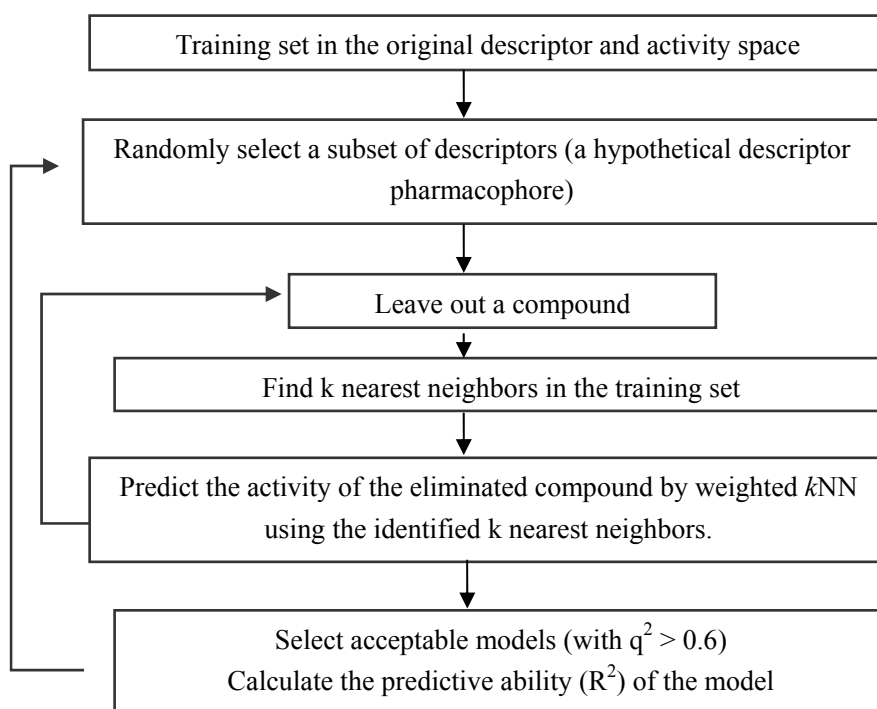 Training set in the original descriptor and activity space
Randomly select a subset of descriptors (a hypothetical descriptor
pharmacophore)
Leave out a compound
Find k nearest neighbors in the training set
Predict the activity of the eliminated compound by weighted kNN
using the identified k nearest neighbors.
Select acceptable models (with q² > 0.6)
Calculate the predictive ability (R²) of the model